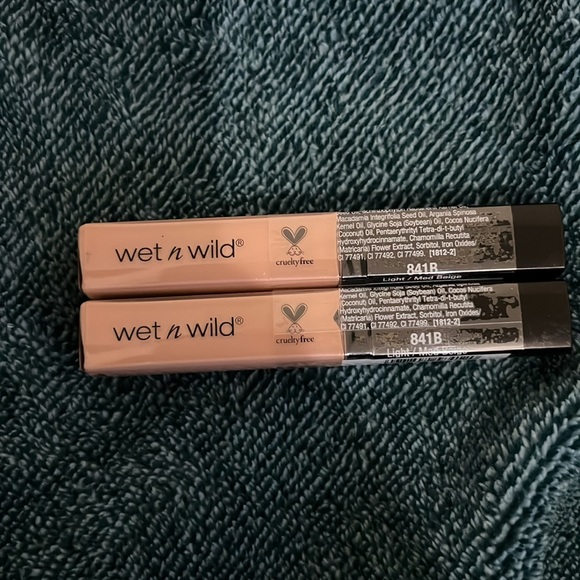 wet n wild®
crueltyfree
Macadamia Integrifolia Seed Oil, Argania Spinosa
Kernel Oil, Glycine Soja (Soybean) Oil, Cocos Nucifera
(Coconut) Oil, Pentaerythrityl Tetra-di-t-butyl
Hydroxyhydrocinnamate, Chamomilla Recutita
(Matricaria) Flower Extract, Sorbitol, Iron Oxides/
CI 77491, CI 77492, CI 77499. [1812-2]
841B
Light / Med Beige
wet n wild®
crueltyfree
Kernel Oil, Glycine Soja (Soybean) Oil, Cocos Nucifera
(Coconut) Oil, Pentaerythrityl Tetra-di-t-butyl
Hydroxyhydrocinnamate, Chamomilla Recutita
(Matricaria) Flower Extract, Sorbitol, Iron Oxides/
CI 77491, CI 77492, CI 77499. [1812-2]
841B
Light / Med Beige